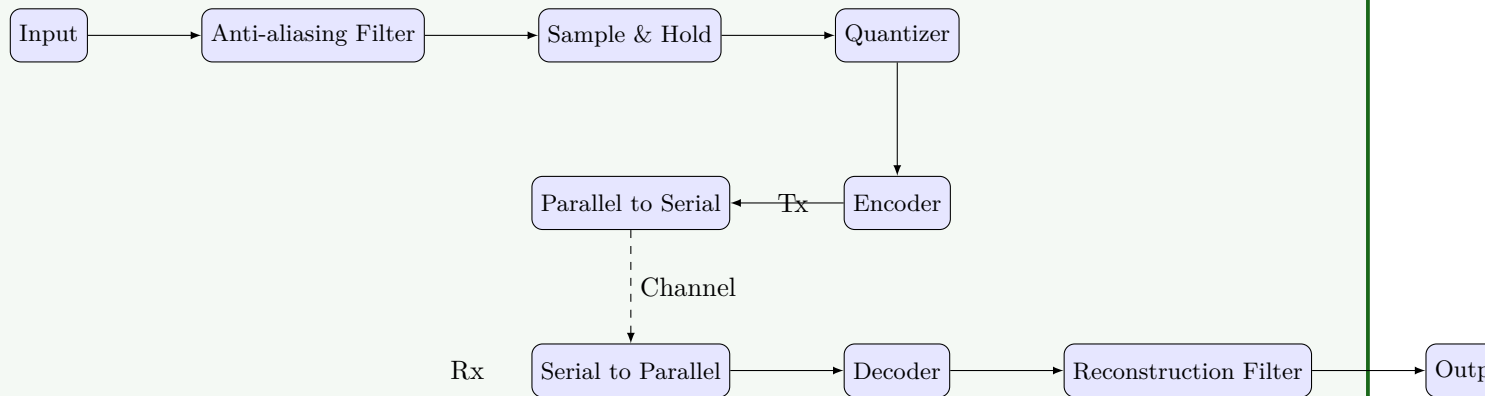 Input
Anti-aliasing Filter
Sample & Hold
Quantizer
Parallel to Serial
Tx
Encoder
Channel
Rx
Serial to Parallel
Decoder
Reconstruction Filter
Outp